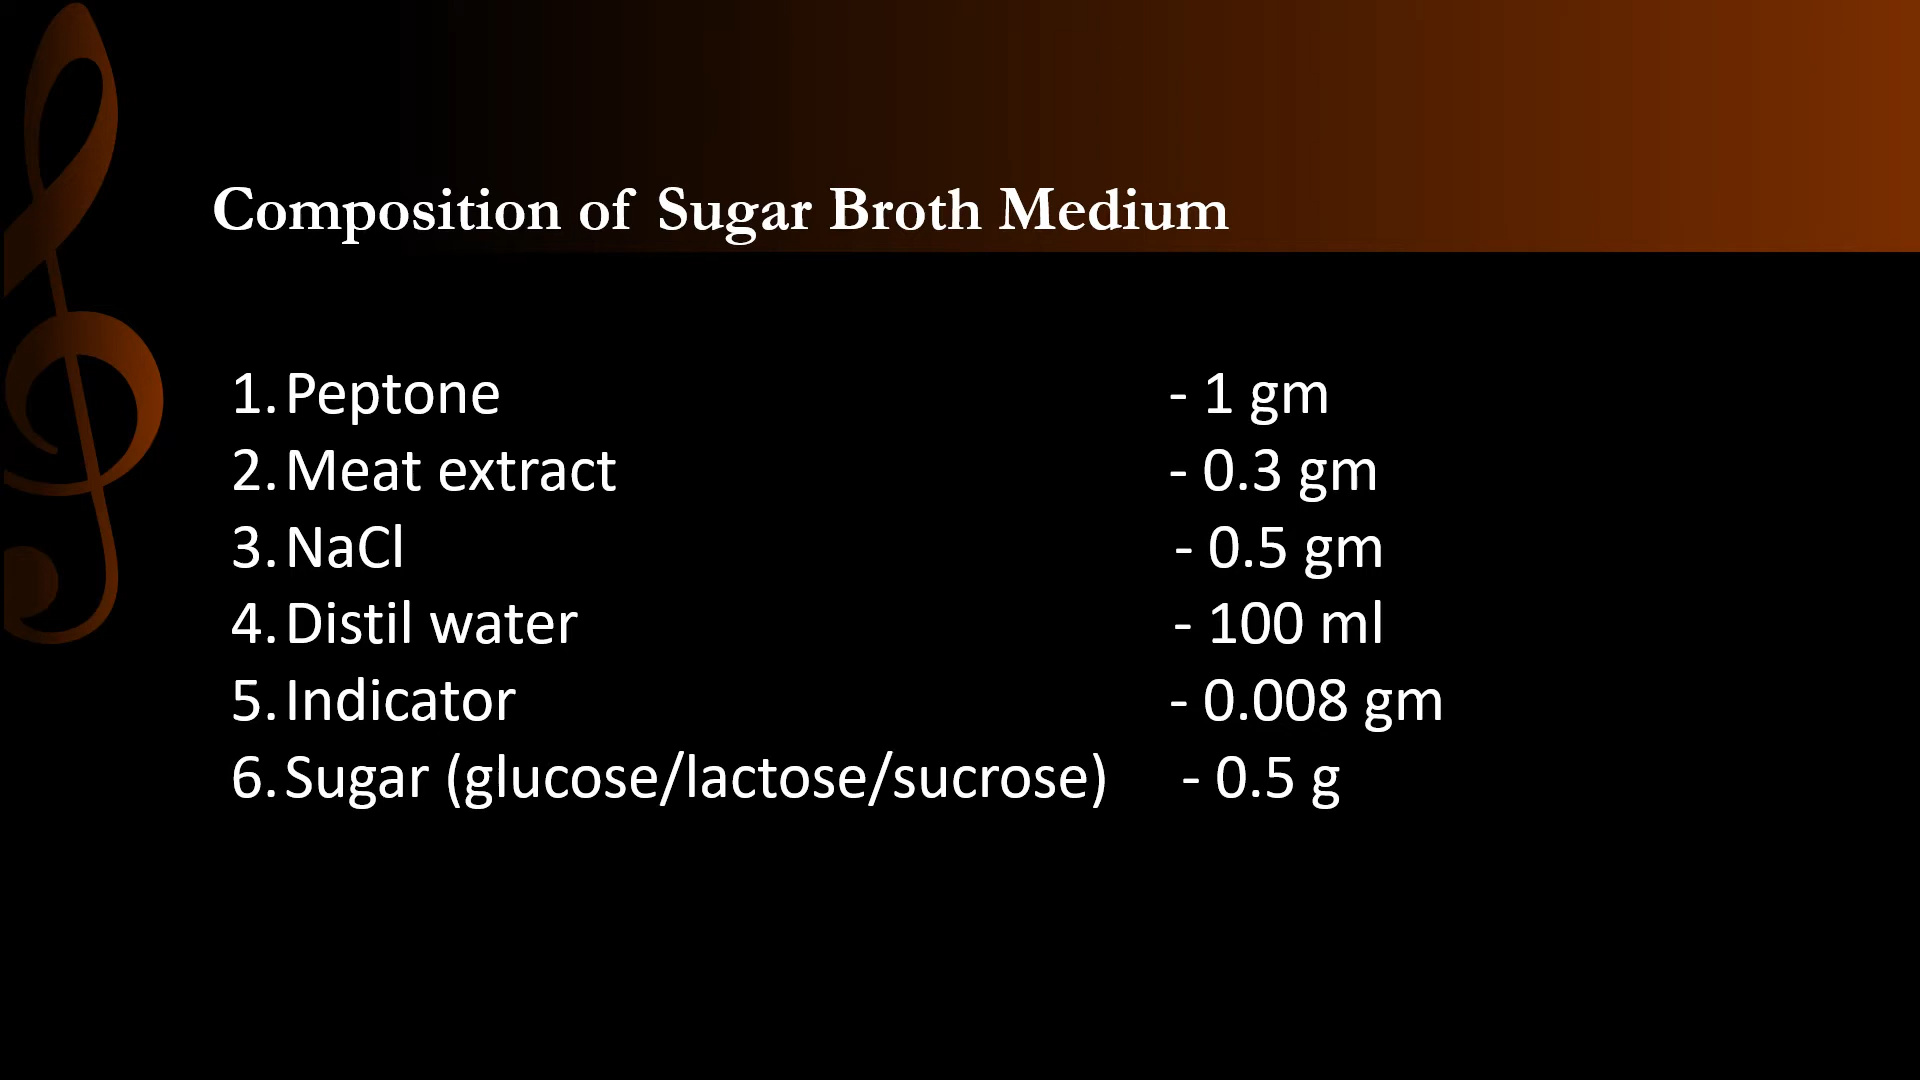 Composition of Sugar Broth Medium
1. Peptone - 1 gm
2. Meat extract - 0.3 gm
3. NaCl - 0.5 gm
4. Distil water - 100 ml
5. Indicator - 0.008 gm
6. Sugar (glucose/lactose/sucrose) - 0.5 g